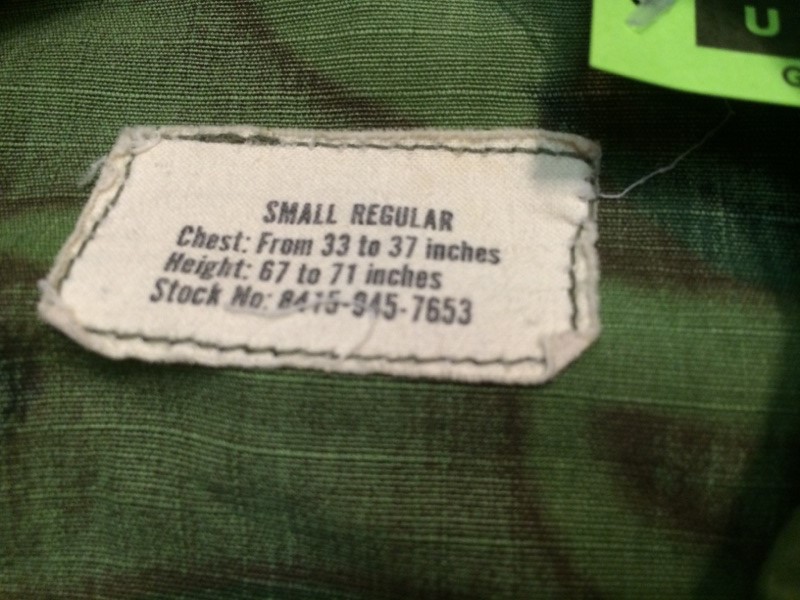 U
G
SMALL REGULAR
Chest: From 33 to 37 inches
Height: 67 to 71 inches
Stock No: 8415-945-7653